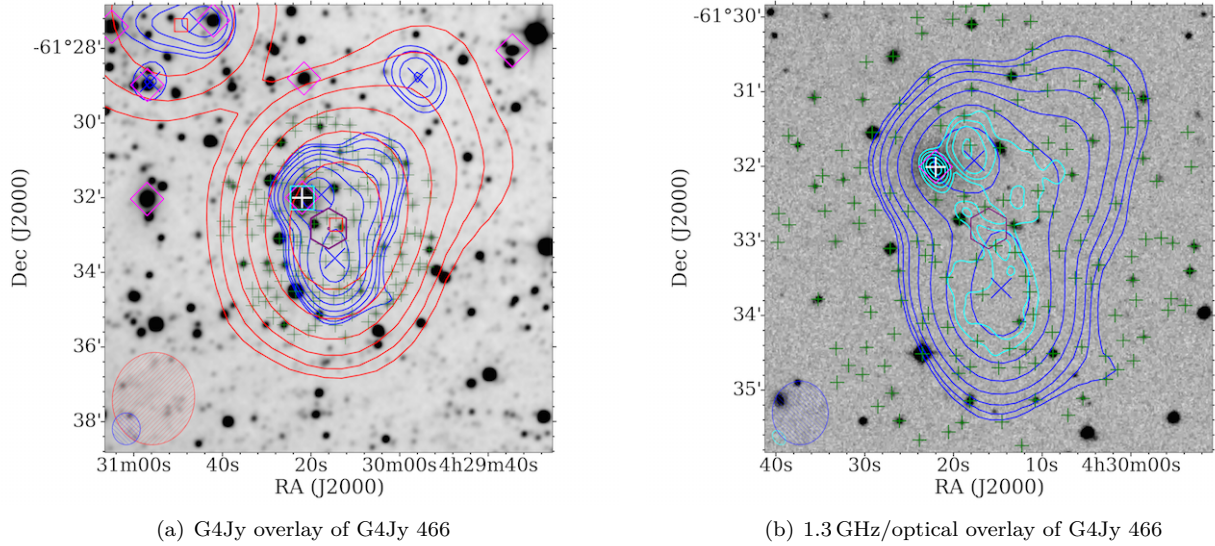 -61°28'
30'
32'
34'
36'
38'
Dec (J2000)
31m00s 40s 20s 30m00s 4h29m40s
RA (J2000)
(a) G4Jy overlay of G4Jy 466
-61°30'
31'
32'
33'
34'
35'
Dec (J2000)
40s 30s 20s 10s 4h30m00s
RA (J2000)
(b) 1.3 GHz/optical overlay of G4Jy 466